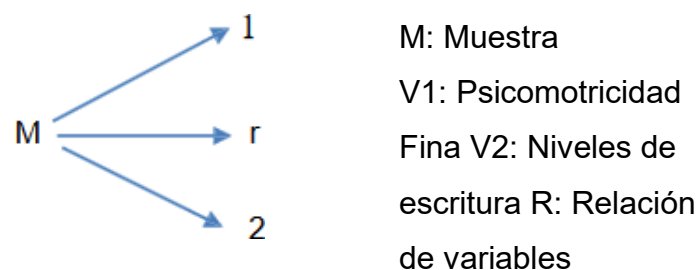 1
M
r
2
M: Muestra
V1: Psicomotricidad
Fina V2: Niveles de
escritura R: Relación
de variables